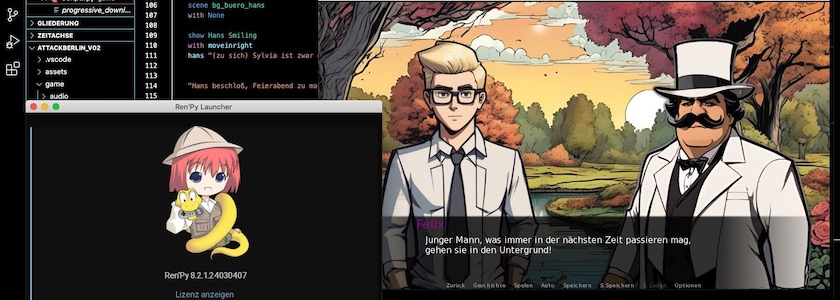 progressive_downl...
GLIEDERUNG
ZEITACHSE
ATTACKBERLIN_V02
.vscode
assets
game
audio
106
107
108
109
110
111
112
113
114
115
scene bg_buero_hans
with None
show Hans Smiling
with moveinright
hans "(zu sich) Sylvia ist zwar
"Hans beschloß, Feierabend zu ma
Ren'Py Launcher
Ren'Py 8.2.1.24030407
Lizenz anzeigen
Felix
Junger Mann, was immer in der nächsten Zeit passieren mag,
gehen sie in den Untergrund!
Zurück Geschichte Spulen Auto Speichern S.Speichern Optionen